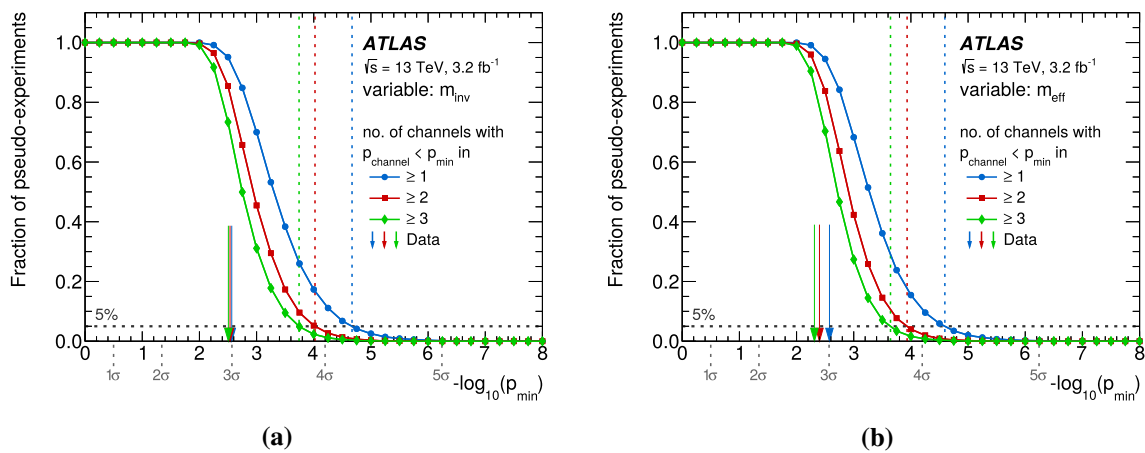 Fraction of pseudo-experiments
1.0
0.8
0.6
0.4
0.2
0.0
5%
ATLAS
√s = 13 TeV, 3.2 fb⁻¹
variable: m_inv
no. of channels with
p_channel < p_min in
≥ 1
≥ 2
≥ 3
Data
0 1 2 3 4 5 6 7 8
1σ 2σ 3σ 4σ 5σ
-log₁₀(p_min)
(a)
Fraction of pseudo-experiments
1.0
0.8
0.6
0.4
0.2
0.0
5%
ATLAS
√s = 13 TeV, 3.2 fb⁻¹
variable: m_eff
no. of channels with
p_channel < p_min in
≥ 1
≥ 2
≥ 3
Data
0 1 2 3 4 5 6 7 8
1σ 2σ 3σ 4σ 5σ
-log₁₀(p_min)
(b)